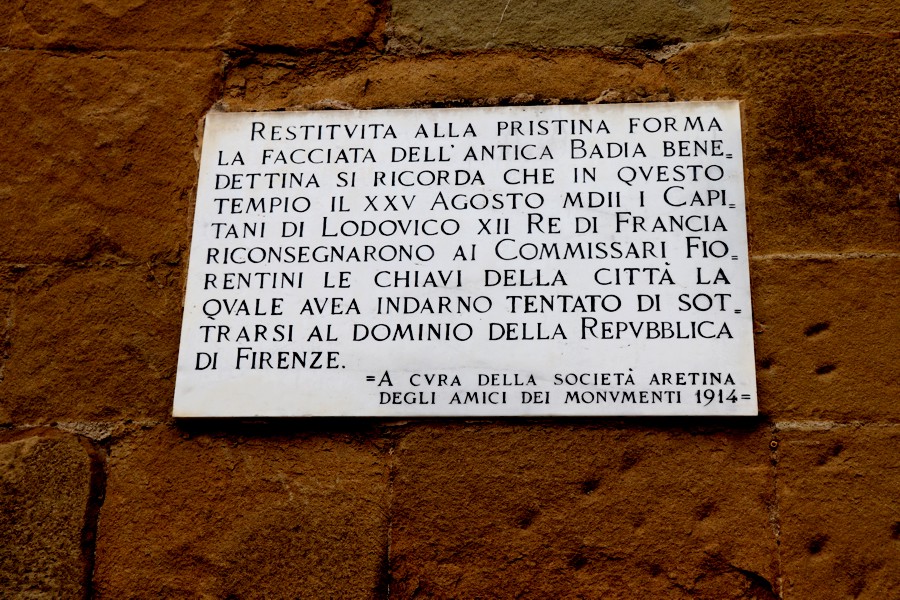 RESTITVITA ALLA PRISTINA FORMA
LA FACCIATA DELL'ANTICA BADIA BENE=
DETTINA SI RICORDA CHE IN QVESTO
TEMPIO IL XXV AGOSTO MDII I CAPI=
TANI DI LODOVICO XII RE DI FRANCIA
RICONSEGNARONO AI COMMISSARI FIO=
RENTINI LE CHIAVI DELLA CITTÀ LA
QVALE AVEA INDARNO TENTATO DI SOT=
TRARSI AL DOMINIO DELLA REPVBBLICA
DI FIRENZE.
=A CVRA DELLA SOCIETÀ ARETINA
DEGLI AMICI DEI MONVMENTI 1914=